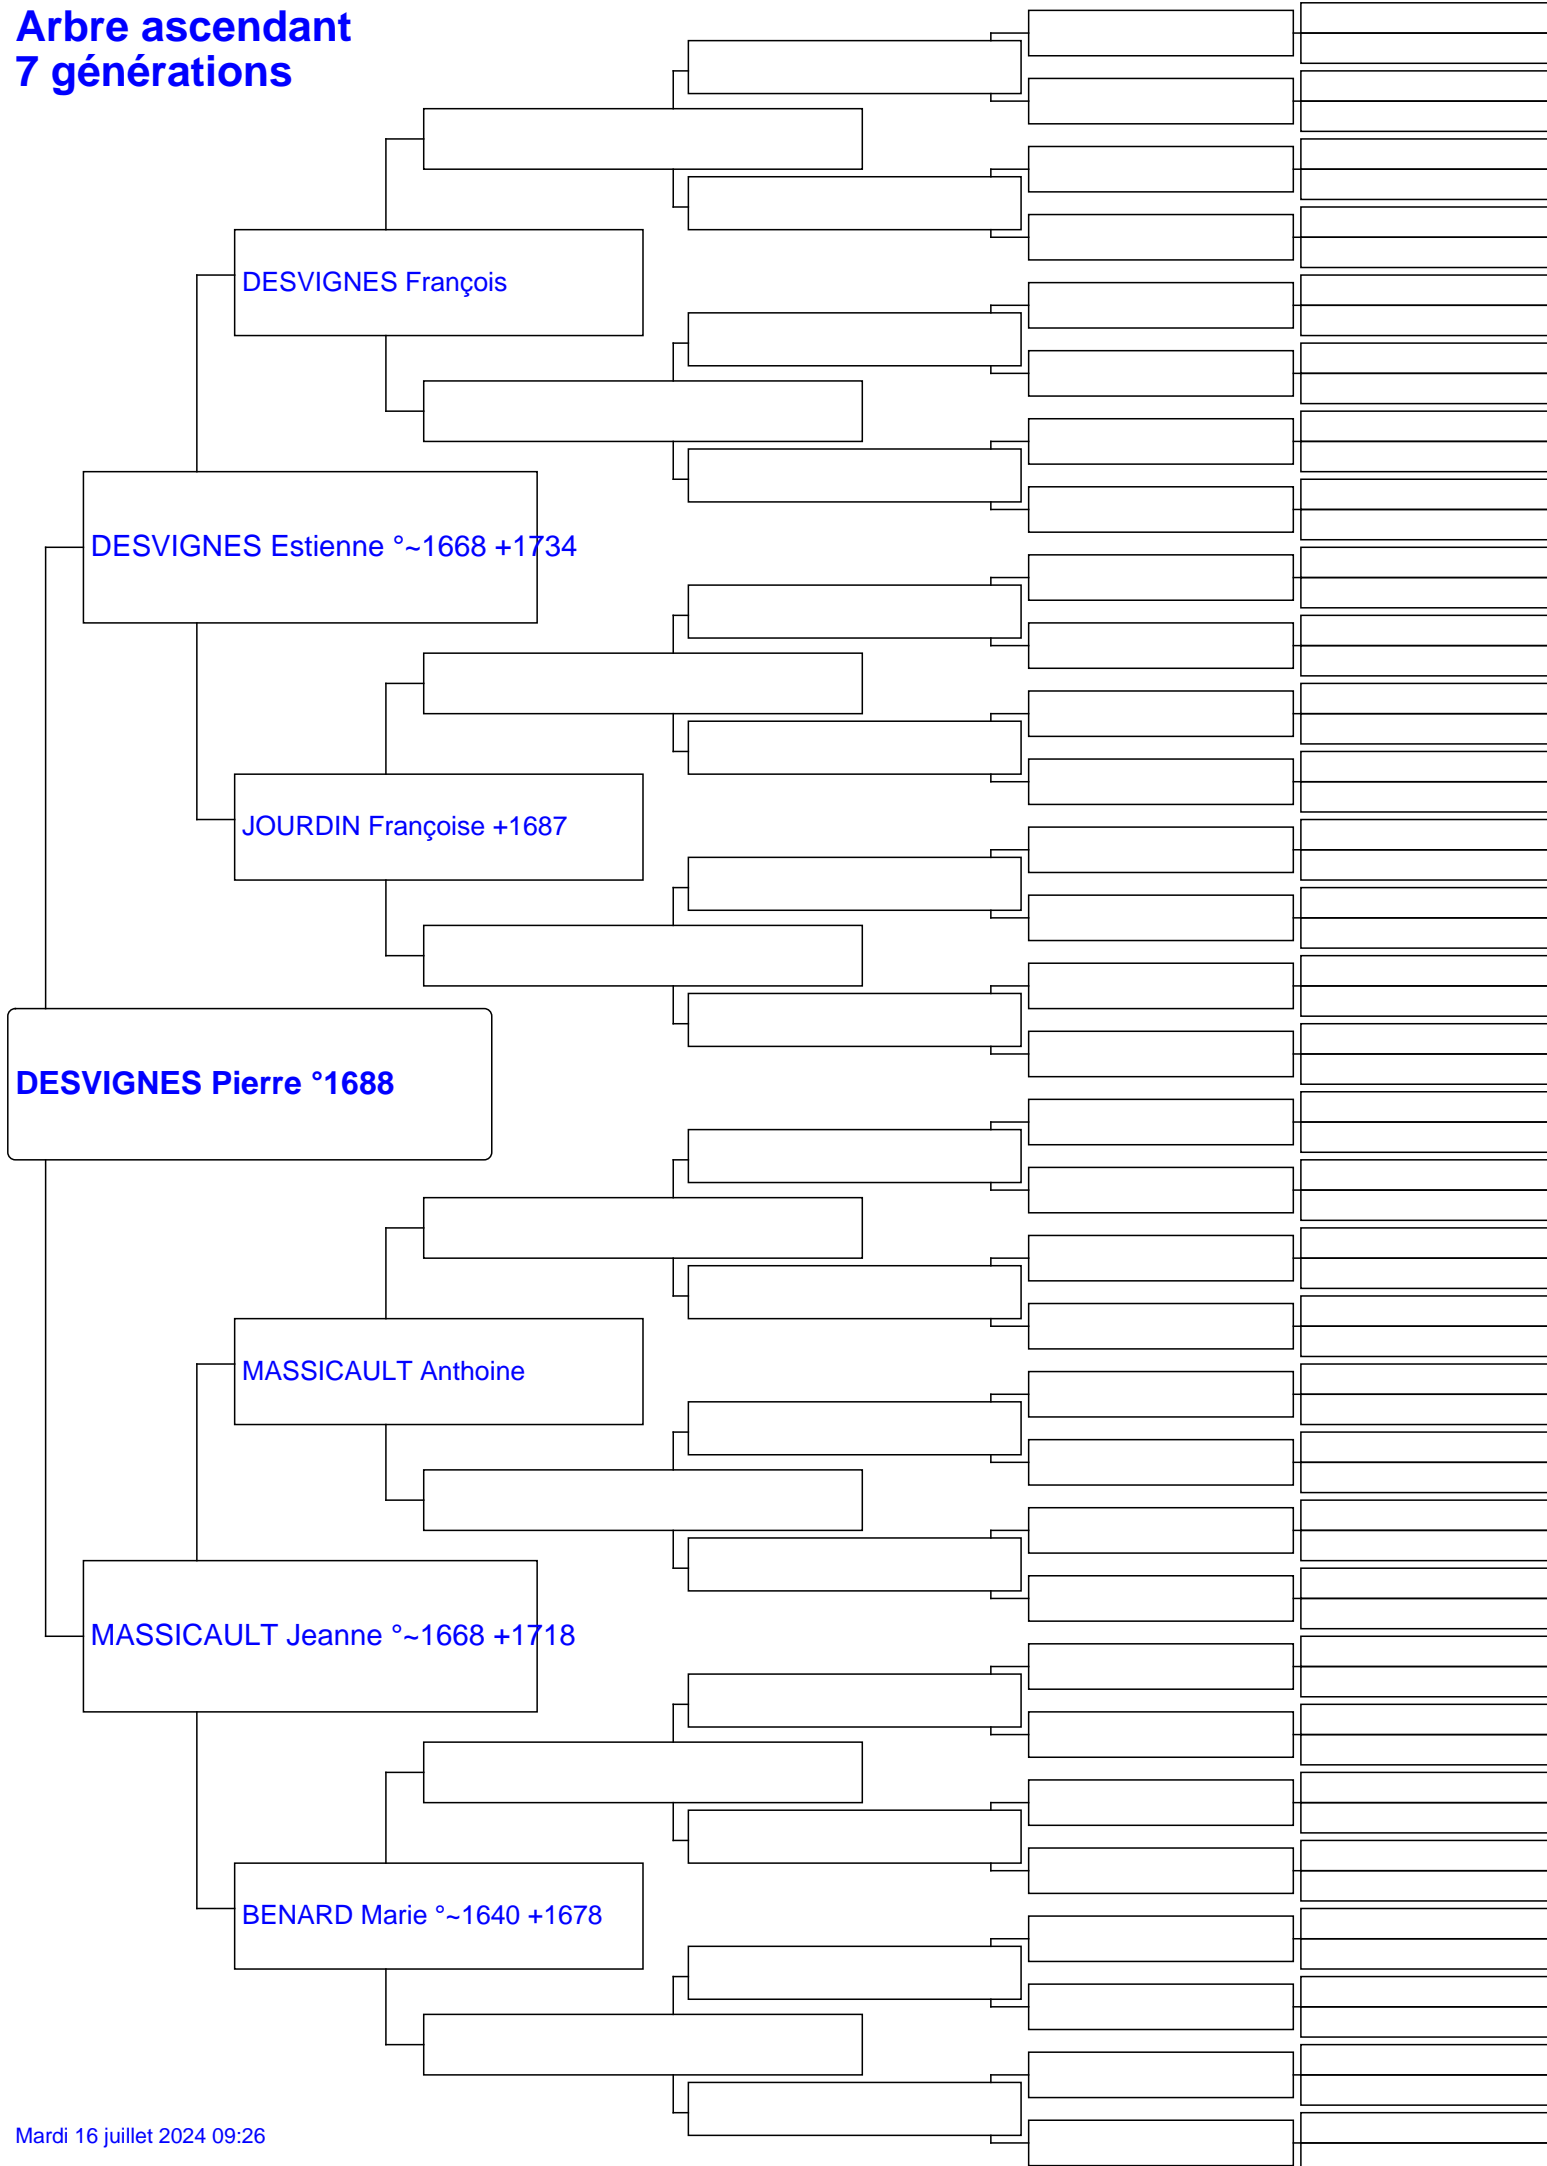 Arbre ascendant
7 générations
DESVIGNES François
DESVIGNES Estienne °~1668 +1734
JOURDIN Françoise +1687
DESVIGNES Pierre °1688
MASSICAULT Anthoine
MASSICAULT Jeanne °~1668 +1718
BENARD Marie °~1640 +1678
Mardi 16 juillet 2024 09:26